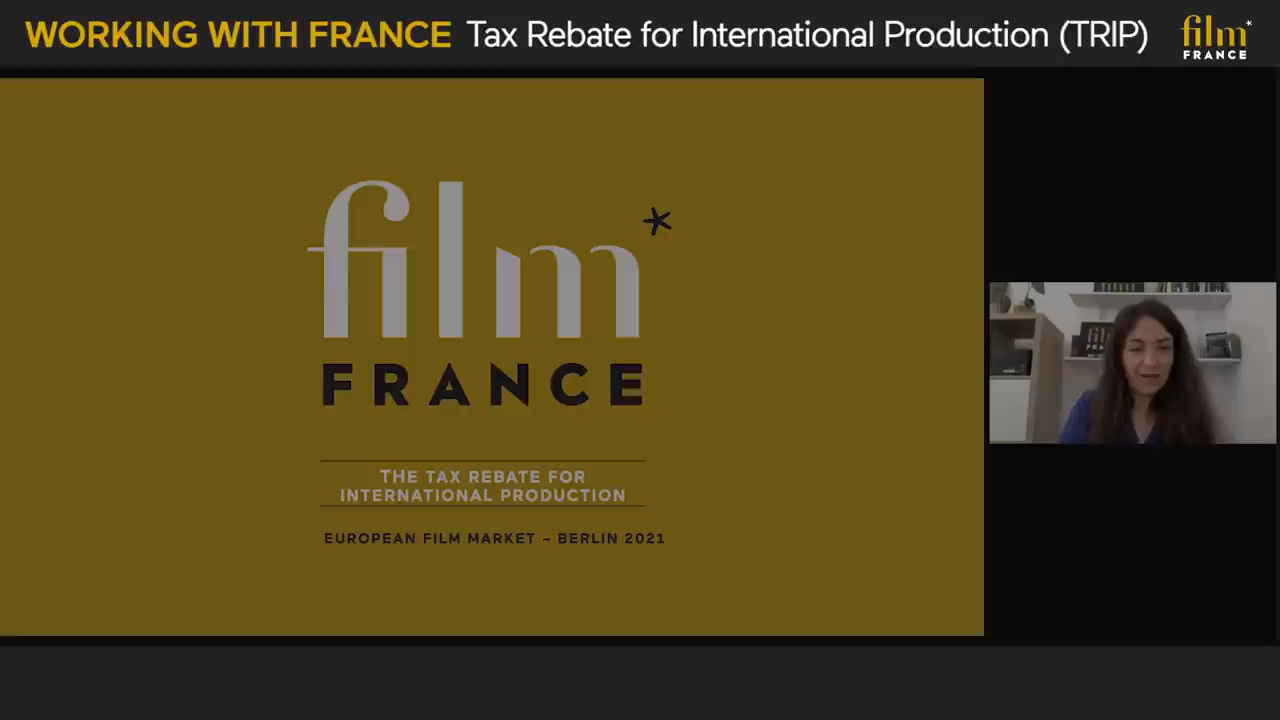 WORKING WITH FRANCE Tax Rebate for International Production (TRIP)
film*
FRANCE
film*
FRANCE
THE TAX REBATE FOR
INTERNATIONAL PRODUCTION
EUROPEAN FILM MARKET – BERLIN 2021